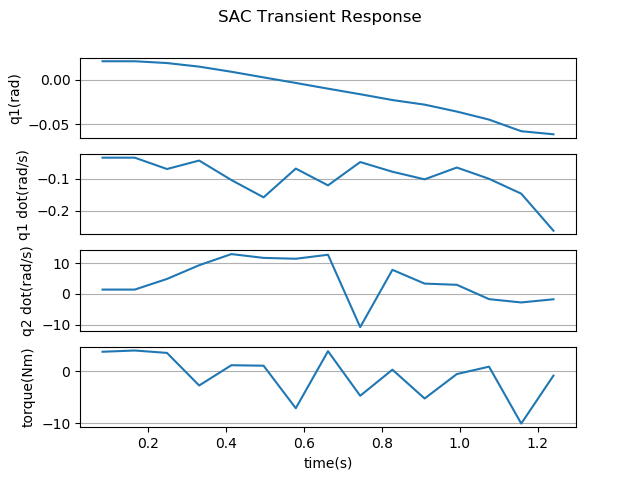 SAC Transient Response
q1(rad)
0.00
−0.05
q1 dot(rad/s)
−0.1
−0.2
q2 dot(rad/s)
10
0
−10
torque(Nm)
0
−10
0.2 0.4 0.6 0.8 1.0 1.2
time(s)